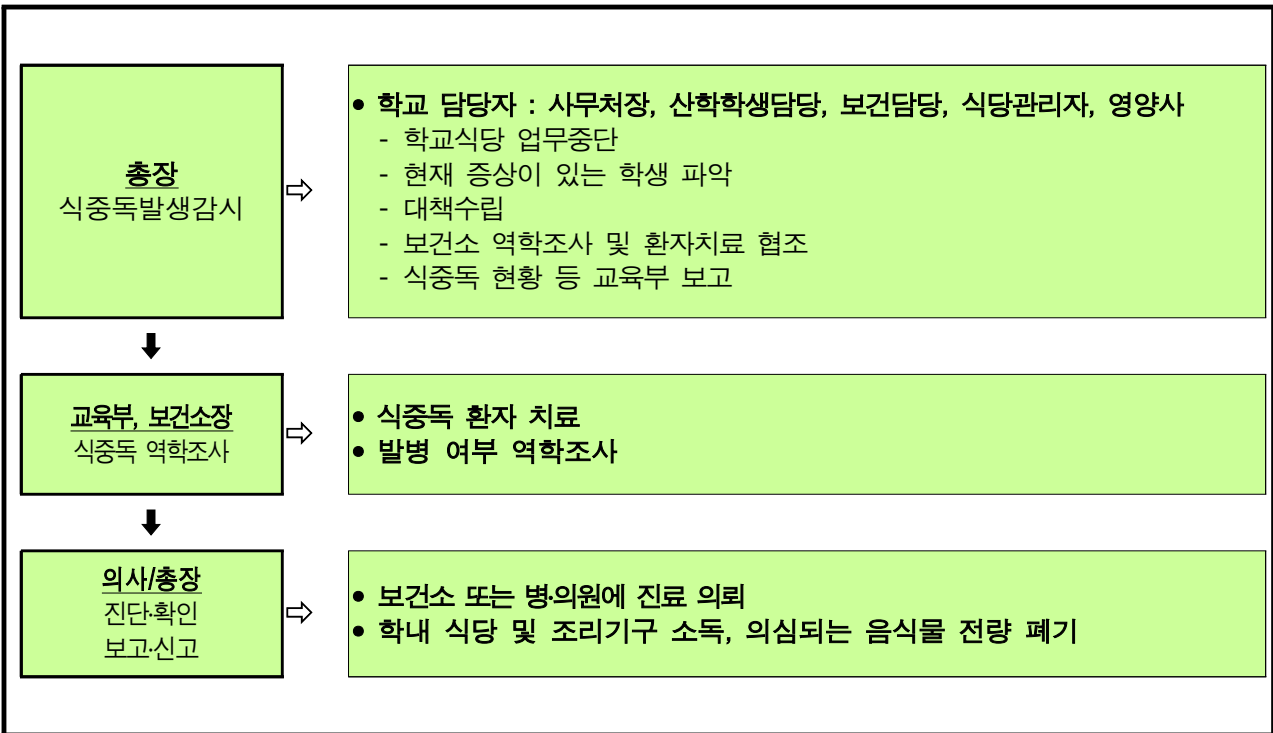 총장
식중독발생감시
⇨
• 학교 담당자 : 사무처장, 산학학생담당, 보건담당, 식당관리자, 영양사
- 학교식당 업무중단
- 현재 증상이 있는 학생 파악
- 대책수립
- 보건소 역학조사 및 환자치료 협조
- 식중독 현황 등 교육부 보고
교육부, 보건소장
식중독 역학조사
⇨
• 식중독 환자 치료
• 발병 여부 역학조사
의사/총장
진단·확인
보고·신고
⇨
• 보건소 또는 병·의원에 진료 의뢰
• 학내 식당 및 조리기구 소독, 의심되는 음식물 전량 폐기